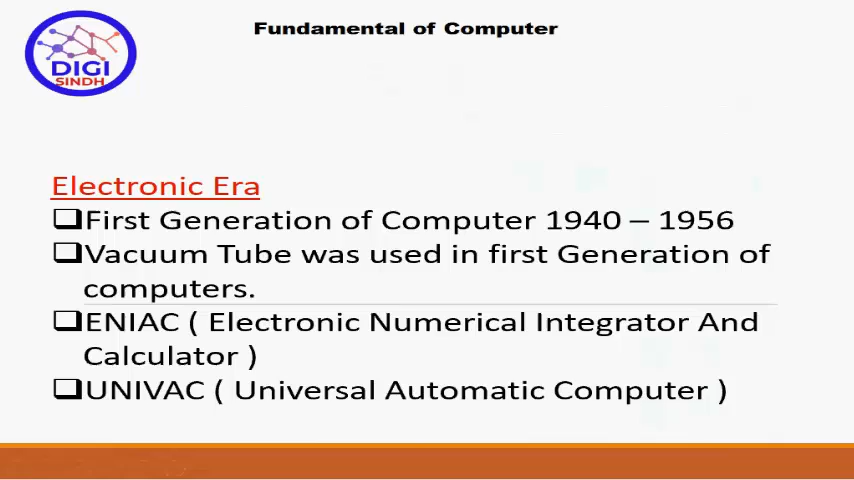 Fundamental of Computer
DIGI
SINDH
Electronic Era
❑First Generation of Computer 1940 – 1956
❑Vacuum Tube was used in first Generation of
computers.
❑ENIAC ( Electronic Numerical Integrator And
Calculator )
❑UNIVAC ( Universal Automatic Computer )